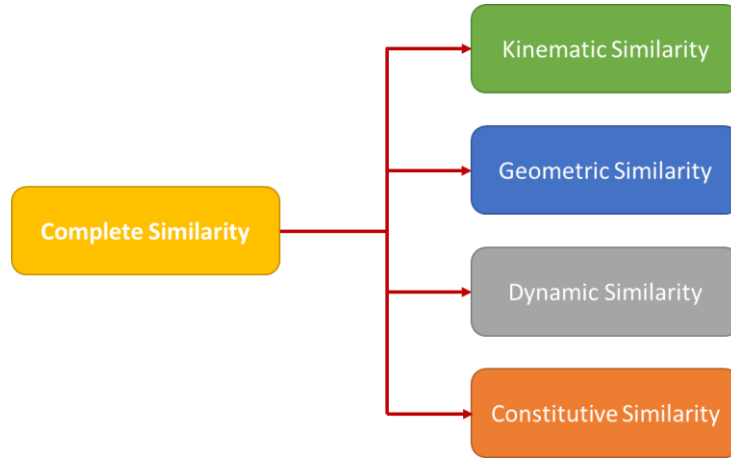 Kinematic Similarity
Geometric Similarity
Complete Similarity
Dynamic Similarity
Constitutive Similarity